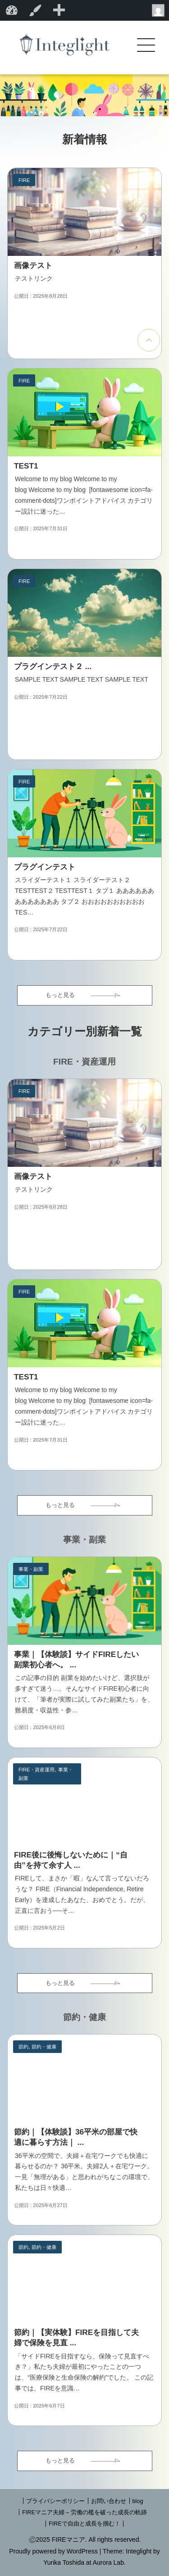 Integlight
新着情報
FIRE
画像テスト
テストリンク
公開日 : 2025年8月28日
FIRE
TEST1
Welcome to my blog Welcome to my
blog Welcome to my blog [fontawesome icon=fa-
comment-dots]ワンポイントアドバイス カテゴリ
ー設計に迷った…
公開日 : 2025年7月31日
FIRE
プラグインテスト２ ...
SAMPLE TEXT SAMPLE TEXT SAMPLE TEXT
公開日 : 2025年7月22日
FIRE
プラグインテスト
スライダーテスト１ スライダーテスト２
TESTTEST２ TESTTEST１ タブ１ ああああああ
あああああああ タブ２ おおおおおおおおおお
TES…
公開日 : 2025年7月22日
もっと見る
カテゴリー別新着一覧
FIRE・資産運用
FIRE
画像テスト
テストリンク
公開日 : 2025年8月28日
FIRE
TEST1
Welcome to my blog Welcome to my
blog Welcome to my blog [fontawesome icon=fa-
comment-dots]ワンポイントアドバイス カテゴリ
ー設計に迷った…
公開日 : 2025年7月31日
もっと見る
事業・副業
事業・副業
事業｜【体験談】サイドFIREしたい
副業初心者へ。 ...
この記事の目的 副業を始めたいけど、選択肢が
多すぎて迷う…。そんなサイドFIRE初心者に向
けて、「筆者が実際に試してみた副業たち」を、
難易度・収益性・参…
公開日 : 2025年6月8日
FIRE・資産運用, 事業・
副業
FIRE後に後悔しないために｜“自
由”を持て余す人 ...
FIREして、まさか「暇」なんて言ってないだろ
うな？ FIRE（Financial Independence, Retire
Early）を達成したあなた、おめでとう。だが、
正直に言おう──そ…
公開日 : 2025年5月2日
もっと見る
節約・健康
節約, 節約・健康
節約｜【体験談】36平米の部屋で快
適に暮らす方法｜ ...
36平米の空間で、夫婦2人＋在宅ワークでも快適に
暮らせるのか？ 36平米。夫婦2人＋在宅ワーク。
一見「無理がある」と思われがちなこの環境で、
私たちは日々快適…
公開日 : 2025年6月27日
節約, 節約・健康
節約｜【実体験】FIREを目指して夫
婦で保険を見直 ...
「サイドFIREを目指すなら、保険って見直すべ
き？」私たち夫婦が最初にやったことの一つ
は、“医療保険と生命保険の解約”でした。 この記
事では、FIREを意識…
公開日 : 2025年6月7日
もっと見る
| プライバシーポリシー | お問い合わせ | blog
| FIREマニア夫婦 – 労働の檻を破った成長の軌跡
| FIREで自由と成長を掴む！ |
©2025 FIREマニア. All rights reserved.
Proudly powered by WordPress | Theme: Integlight by
Yurika Toshida at Aurora Lab.